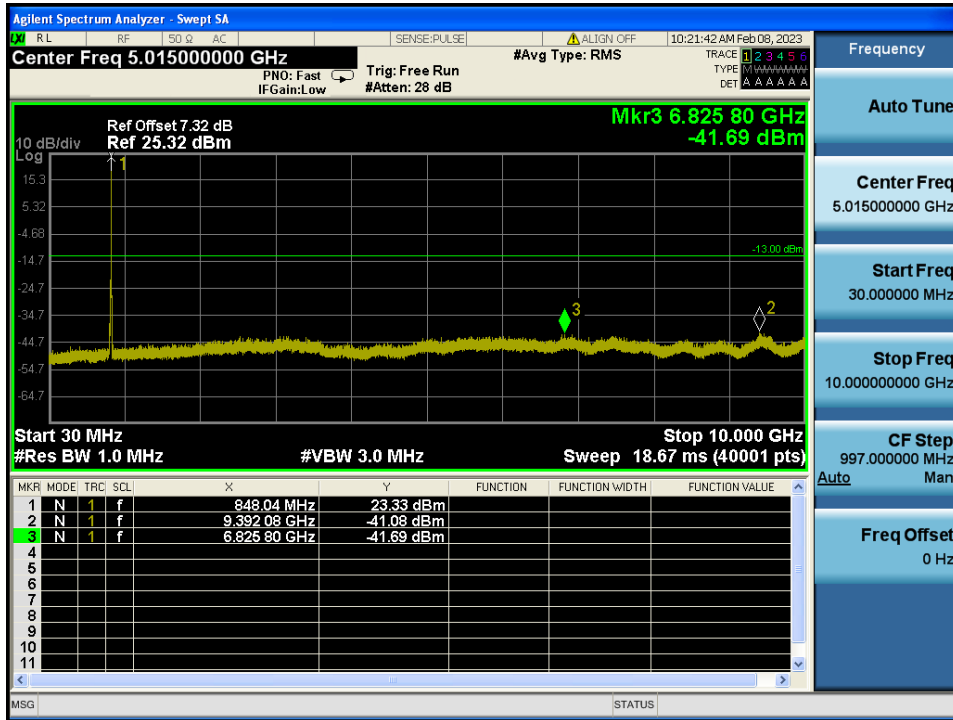 Agilent Spectrum Analyzer - Swept SA
LXI RL RF 50 Ω AC SENSE:PULSE ALIGN OFF 10:21:42 AM Feb 08, 2023
Center Freq 5.015000000 GHz #Avg Type: RMS TRACE 1 2 3 4 5 6
PNO: Fast Trig: Free Run TYPE M WWWWW
IFGain:Low #Atten: 28 dB DET A A A A A A
Mkr3 6.825 80 GHz
-41.69 dBm
Ref Offset 7.32 dB
10 dB/div Ref 25.32 dBm
Log
1
15.3
5.32
-4.68
-13.00 dBm
-14.7
-24.7
-34.7
3
2
-44.7
-54.7
-64.7
Start 30 MHz Stop 10.000 GHz
#Res BW 1.0 MHz #VBW 3.0 MHz Sweep 18.67 ms (40001 pts)
MKR MODE TRC SCL X Y FUNCTION FUNCTION WIDTH FUNCTION VALUE
1 N 1 f 848.04 MHz 23.33 dBm
2 N 1 f 9.392 08 GHz -41.08 dBm
3 N 1 f 6.825 80 GHz -41.69 dBm
4
5
6
7
8
9
10
11
MSG STATUS
Frequency
Auto Tune
Center Freq
5.015000000 GHz
Start Freq
30.000000 MHz
Stop Freq
10.000000000 GHz
CF Step
997.000000 MHz
Auto Man
Freq Offset
0 Hz